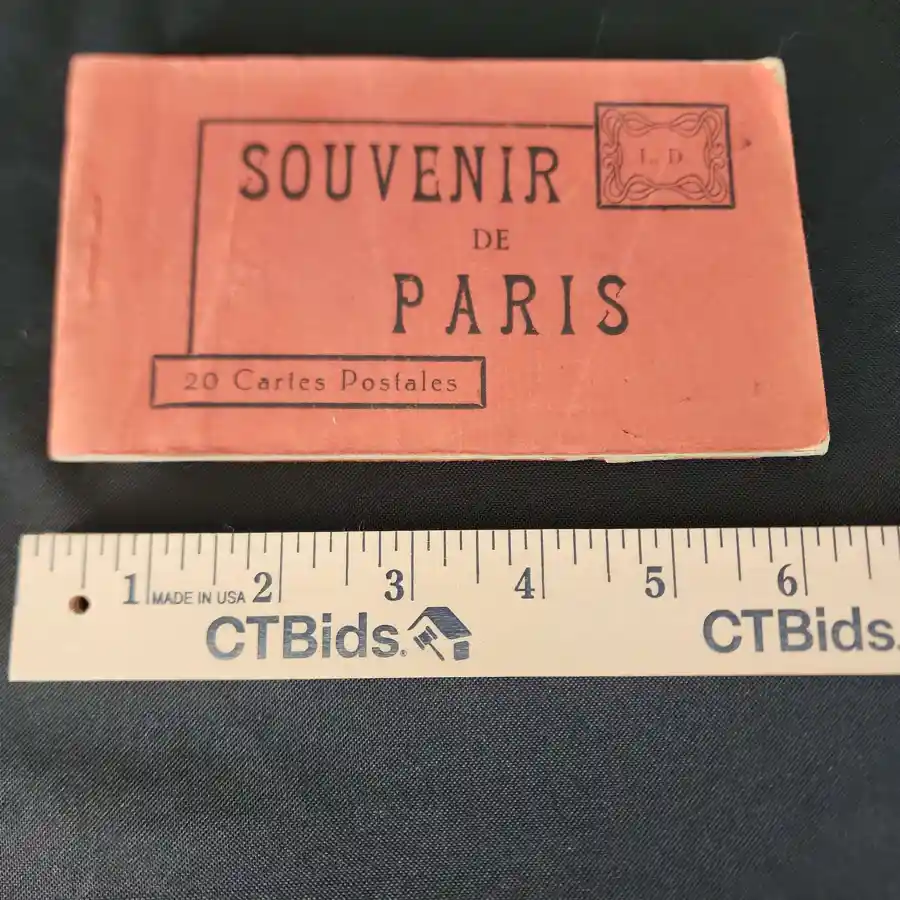 SOUVENIR
L. D.
DE
PARIS
20 Cartes Postales
1 MADE IN USA 2 3 4 5 6
CTBids. CTBids.